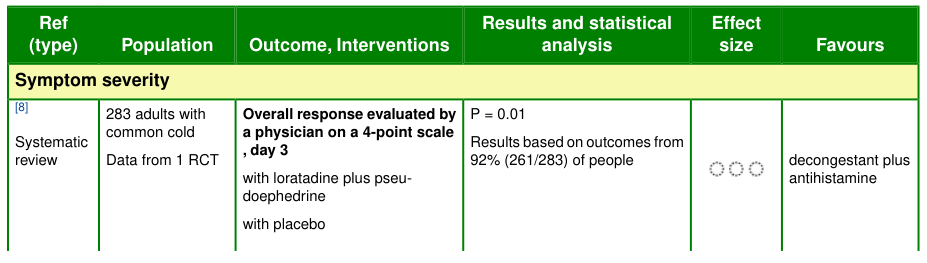 Ref
(type)
Population
Outcome, Interventions
Results and statistical
analysis
Effect
size
Favours
Symptom severity
[8]
Systematic
review
283 adults with
common cold
Data from 1 RCT
Overall response evaluated by
a physician on a 4-point scale
, day 3
with loratadine plus pseu-
doephedrine
with placebo
P = 0.01
Results based on outcomes from
92% (261/283) of people
decongestant plus
antihistamine